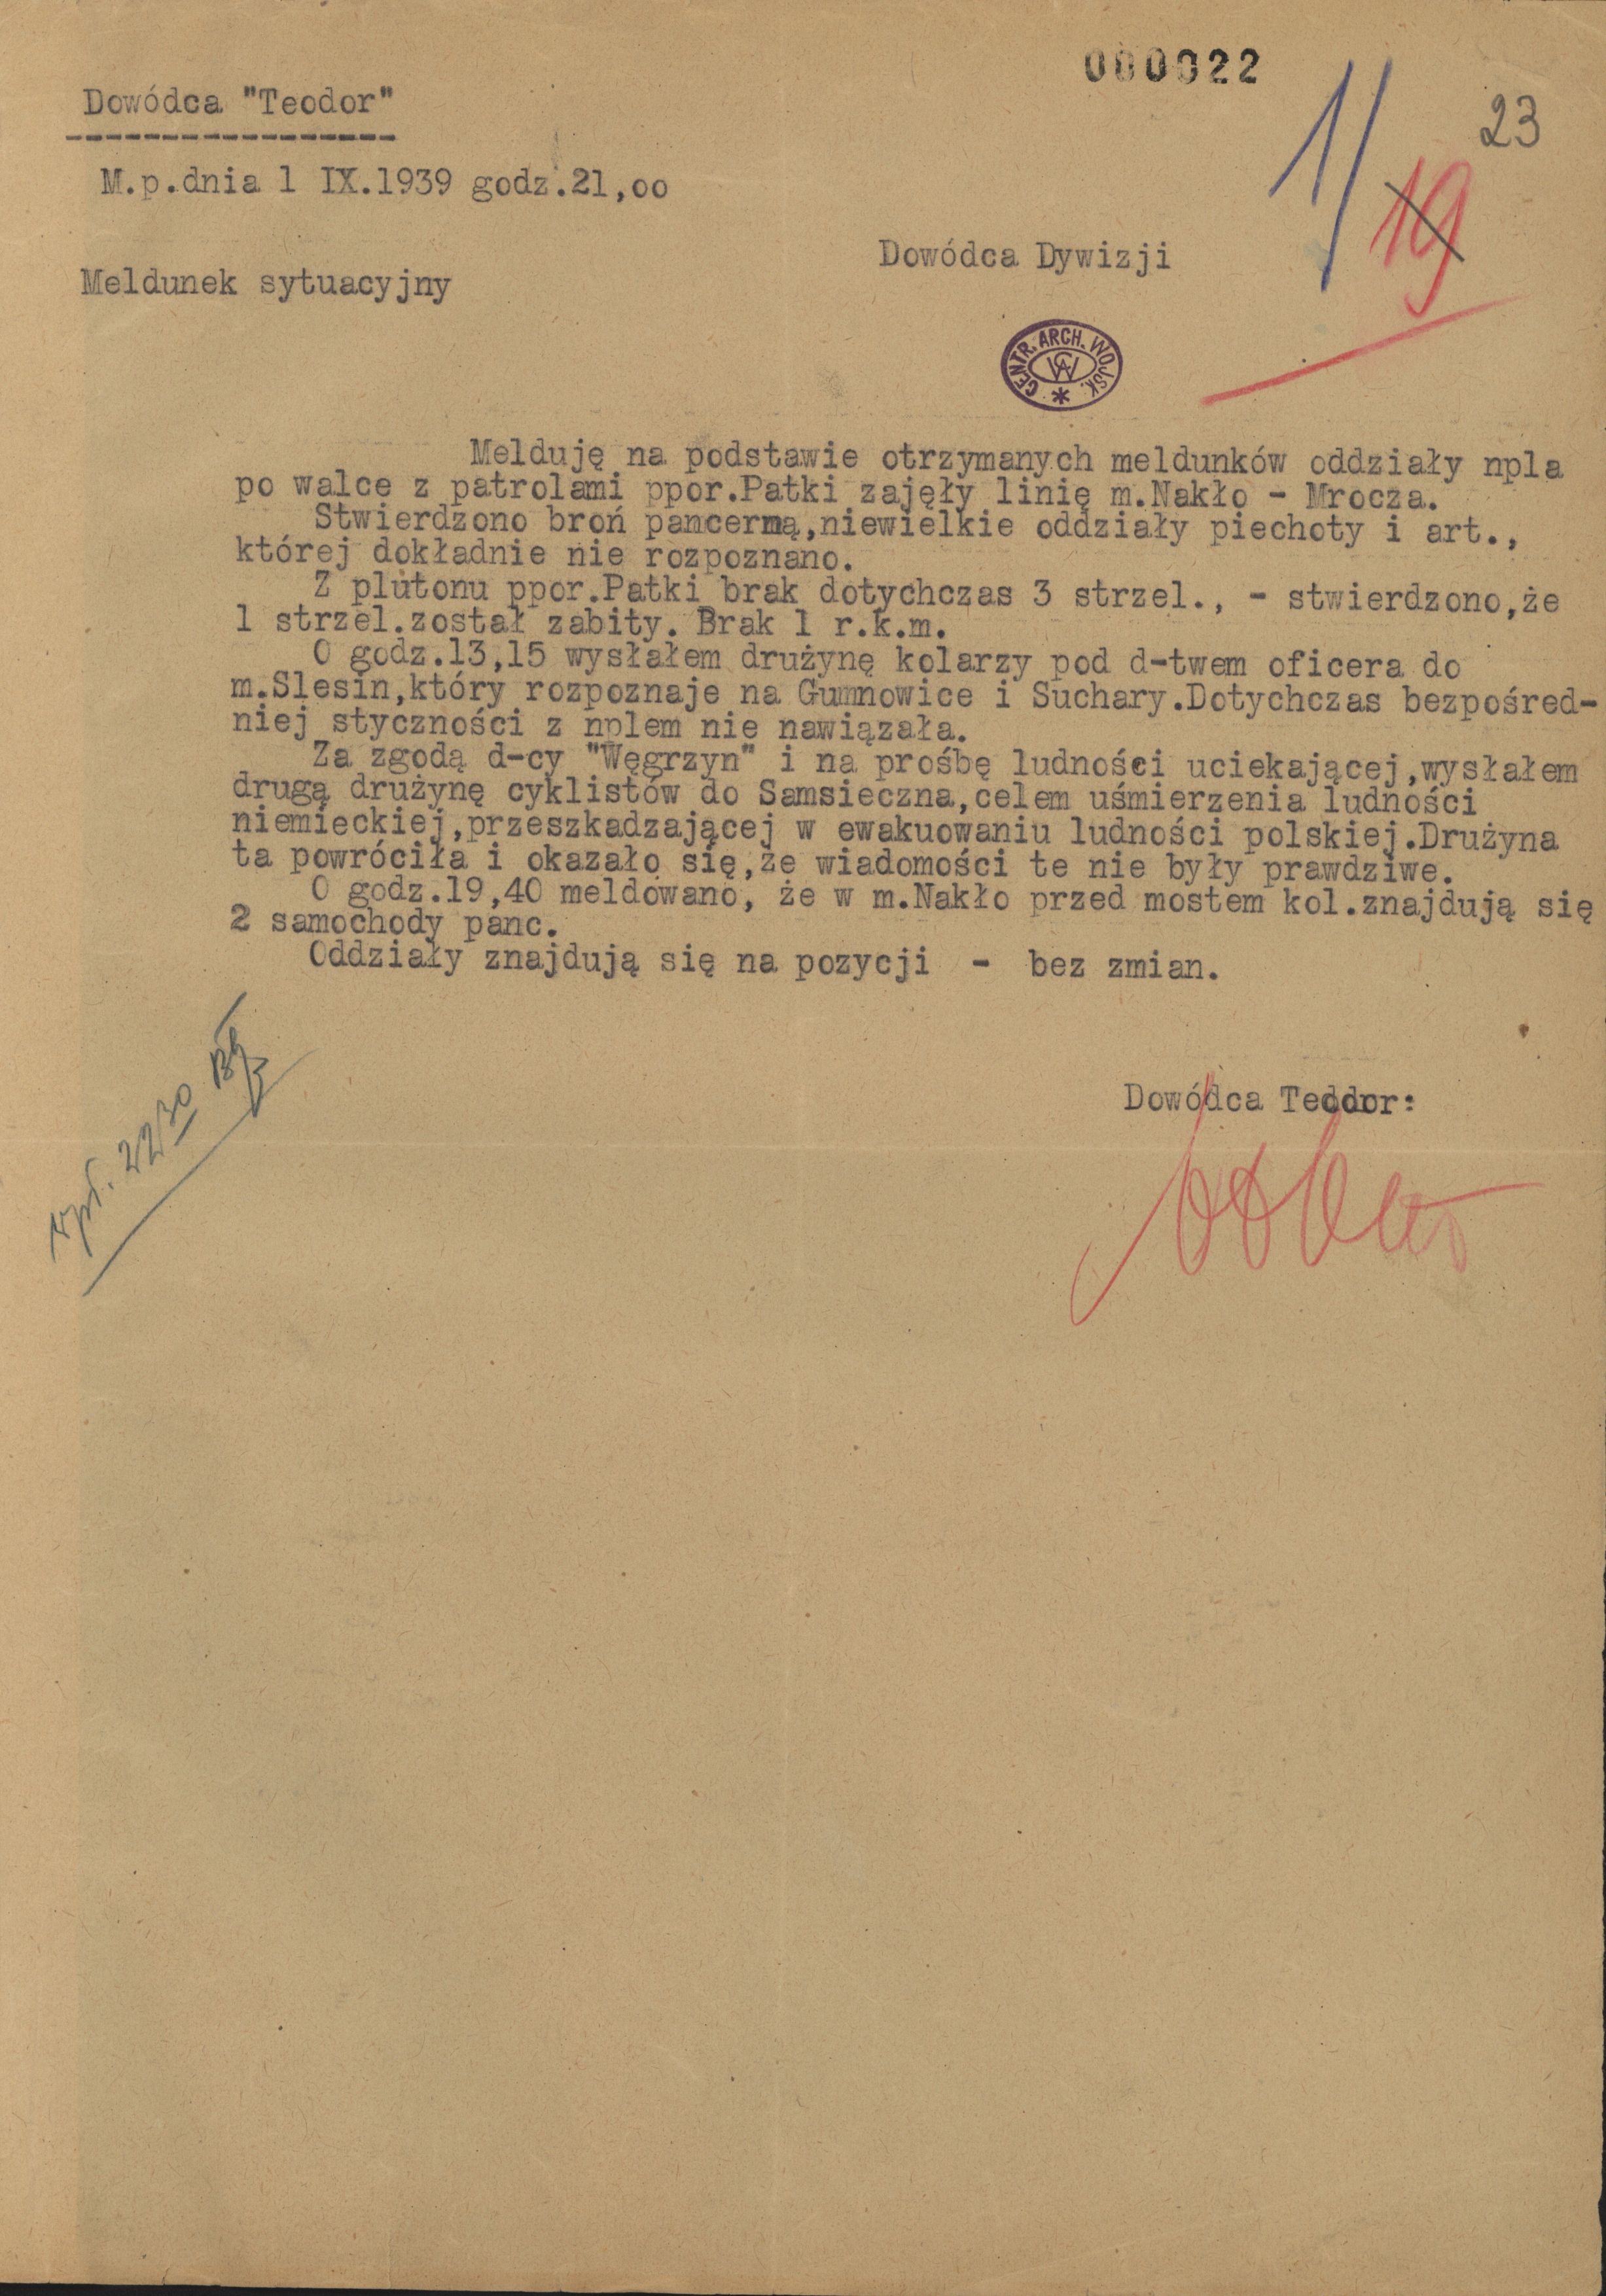 000022
23
1/
19
Dowódca "Teodor"
M.p.dnia 1 IX.1939 godz.21,oo
Dowódca Dywizji
Meldunek sytuacyjny
CENTR. ARCH. WOJSK.
CAW
Melduję na podstawie otrzymanych meldunków oddziały npla
po walce z patrolami ppor.Patki zajęły linię m.Nakło - Mrocza.
Stwierdzono broń pancerną,niewielkie oddziały piechoty i art.,
której dokładnie nie rozpoznano.
Z plutonu ppor.Patki brak dotychczas 3 strzel., - stwierdzono,że
1 strzel.został zabity. Brak 1 r.k.m.
O godz.13,15 wysłałem drużynę kolarzy pod d-twem oficera do
m.Slesin,który rozpoznaje na Gumnowice i Suchary.Dotychczas bezpośred-
niej styczności z nplem nie nawiązała.
Za zgodą d-cy "Węgrzyn" i na prośbę ludności uciekającej,wysłałem
drugą drużynę cyklistów do Samsieczna,celem uśmierzenia ludności
niemieckiej,przeszkadzającej w ewakuowaniu ludności polskiej.Drużyna
ta powróciła i okazało się,że wiadomości te nie były prawdziwe.
O godz.19,40 meldowano, że w m.Nakło przed mostem kol.znajdują się
2 samochody panc.
Oddziały znajdują się na pozycji - bez zmian.
wpł. 22 30
Dowódca Teodor: